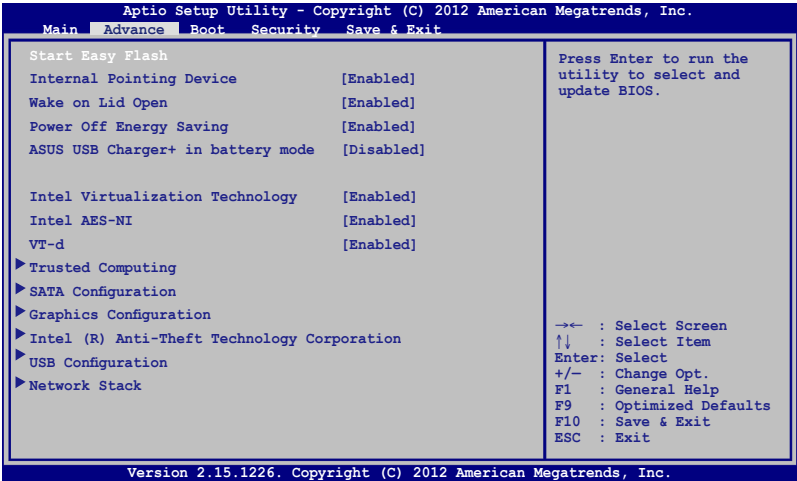 Aptio Setup Utility - Copyright (C) 2012 American Megatrends, Inc.
Main Advance Boot Security Save & Exit
Start Easy Flash
Internal Pointing Device [Enabled]
Wake on Lid Open [Enabled]
Power Off Energy Saving [Enabled]
ASUS USB Charger+ in battery mode [Disabled]
Intel Virtualization Technology [Enabled]
Intel AES-NI [Enabled]
VT-d [Enabled]
Trusted Computing
SATA Configuration
Graphics Configuration
Intel (R) Anti-Theft Technology Corporation
USB Configuration
Network Stack
Press Enter to run the
utility to select and
update BIOS.
→← : Select Screen
↑↓ : Select Item
Enter: Select
+/— : Change Opt.
F1 : General Help
F9 : Optimized Defaults
F10 : Save & Exit
ESC : Exit
Version 2.15.1226. Copyright (C) 2012 American Megatrends, Inc.